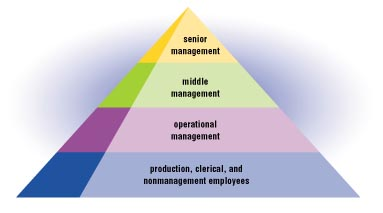 senior
management
middle
management
operational
management
production, clerical, and
nonmanagement employees